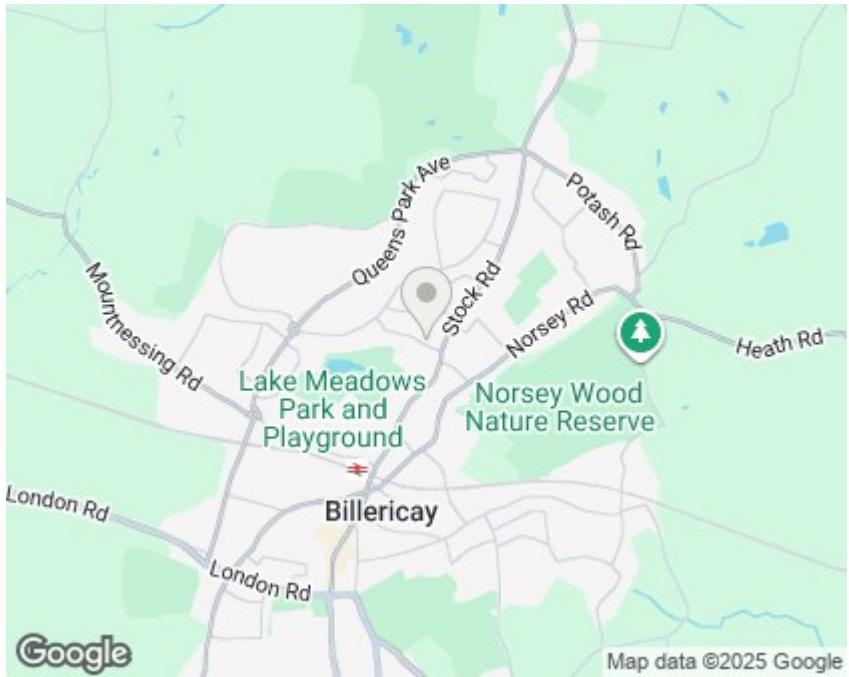 Queens Park Ave
Potash Rd
Stock Rd
Mountnessing Rd
Norsey Rd
Heath Rd
Lake Meadows
Park and
Playground
Norsey Wood
Nature Reserve
London Rd
Billericay
London Rd
Google
Map data ©2025 Google